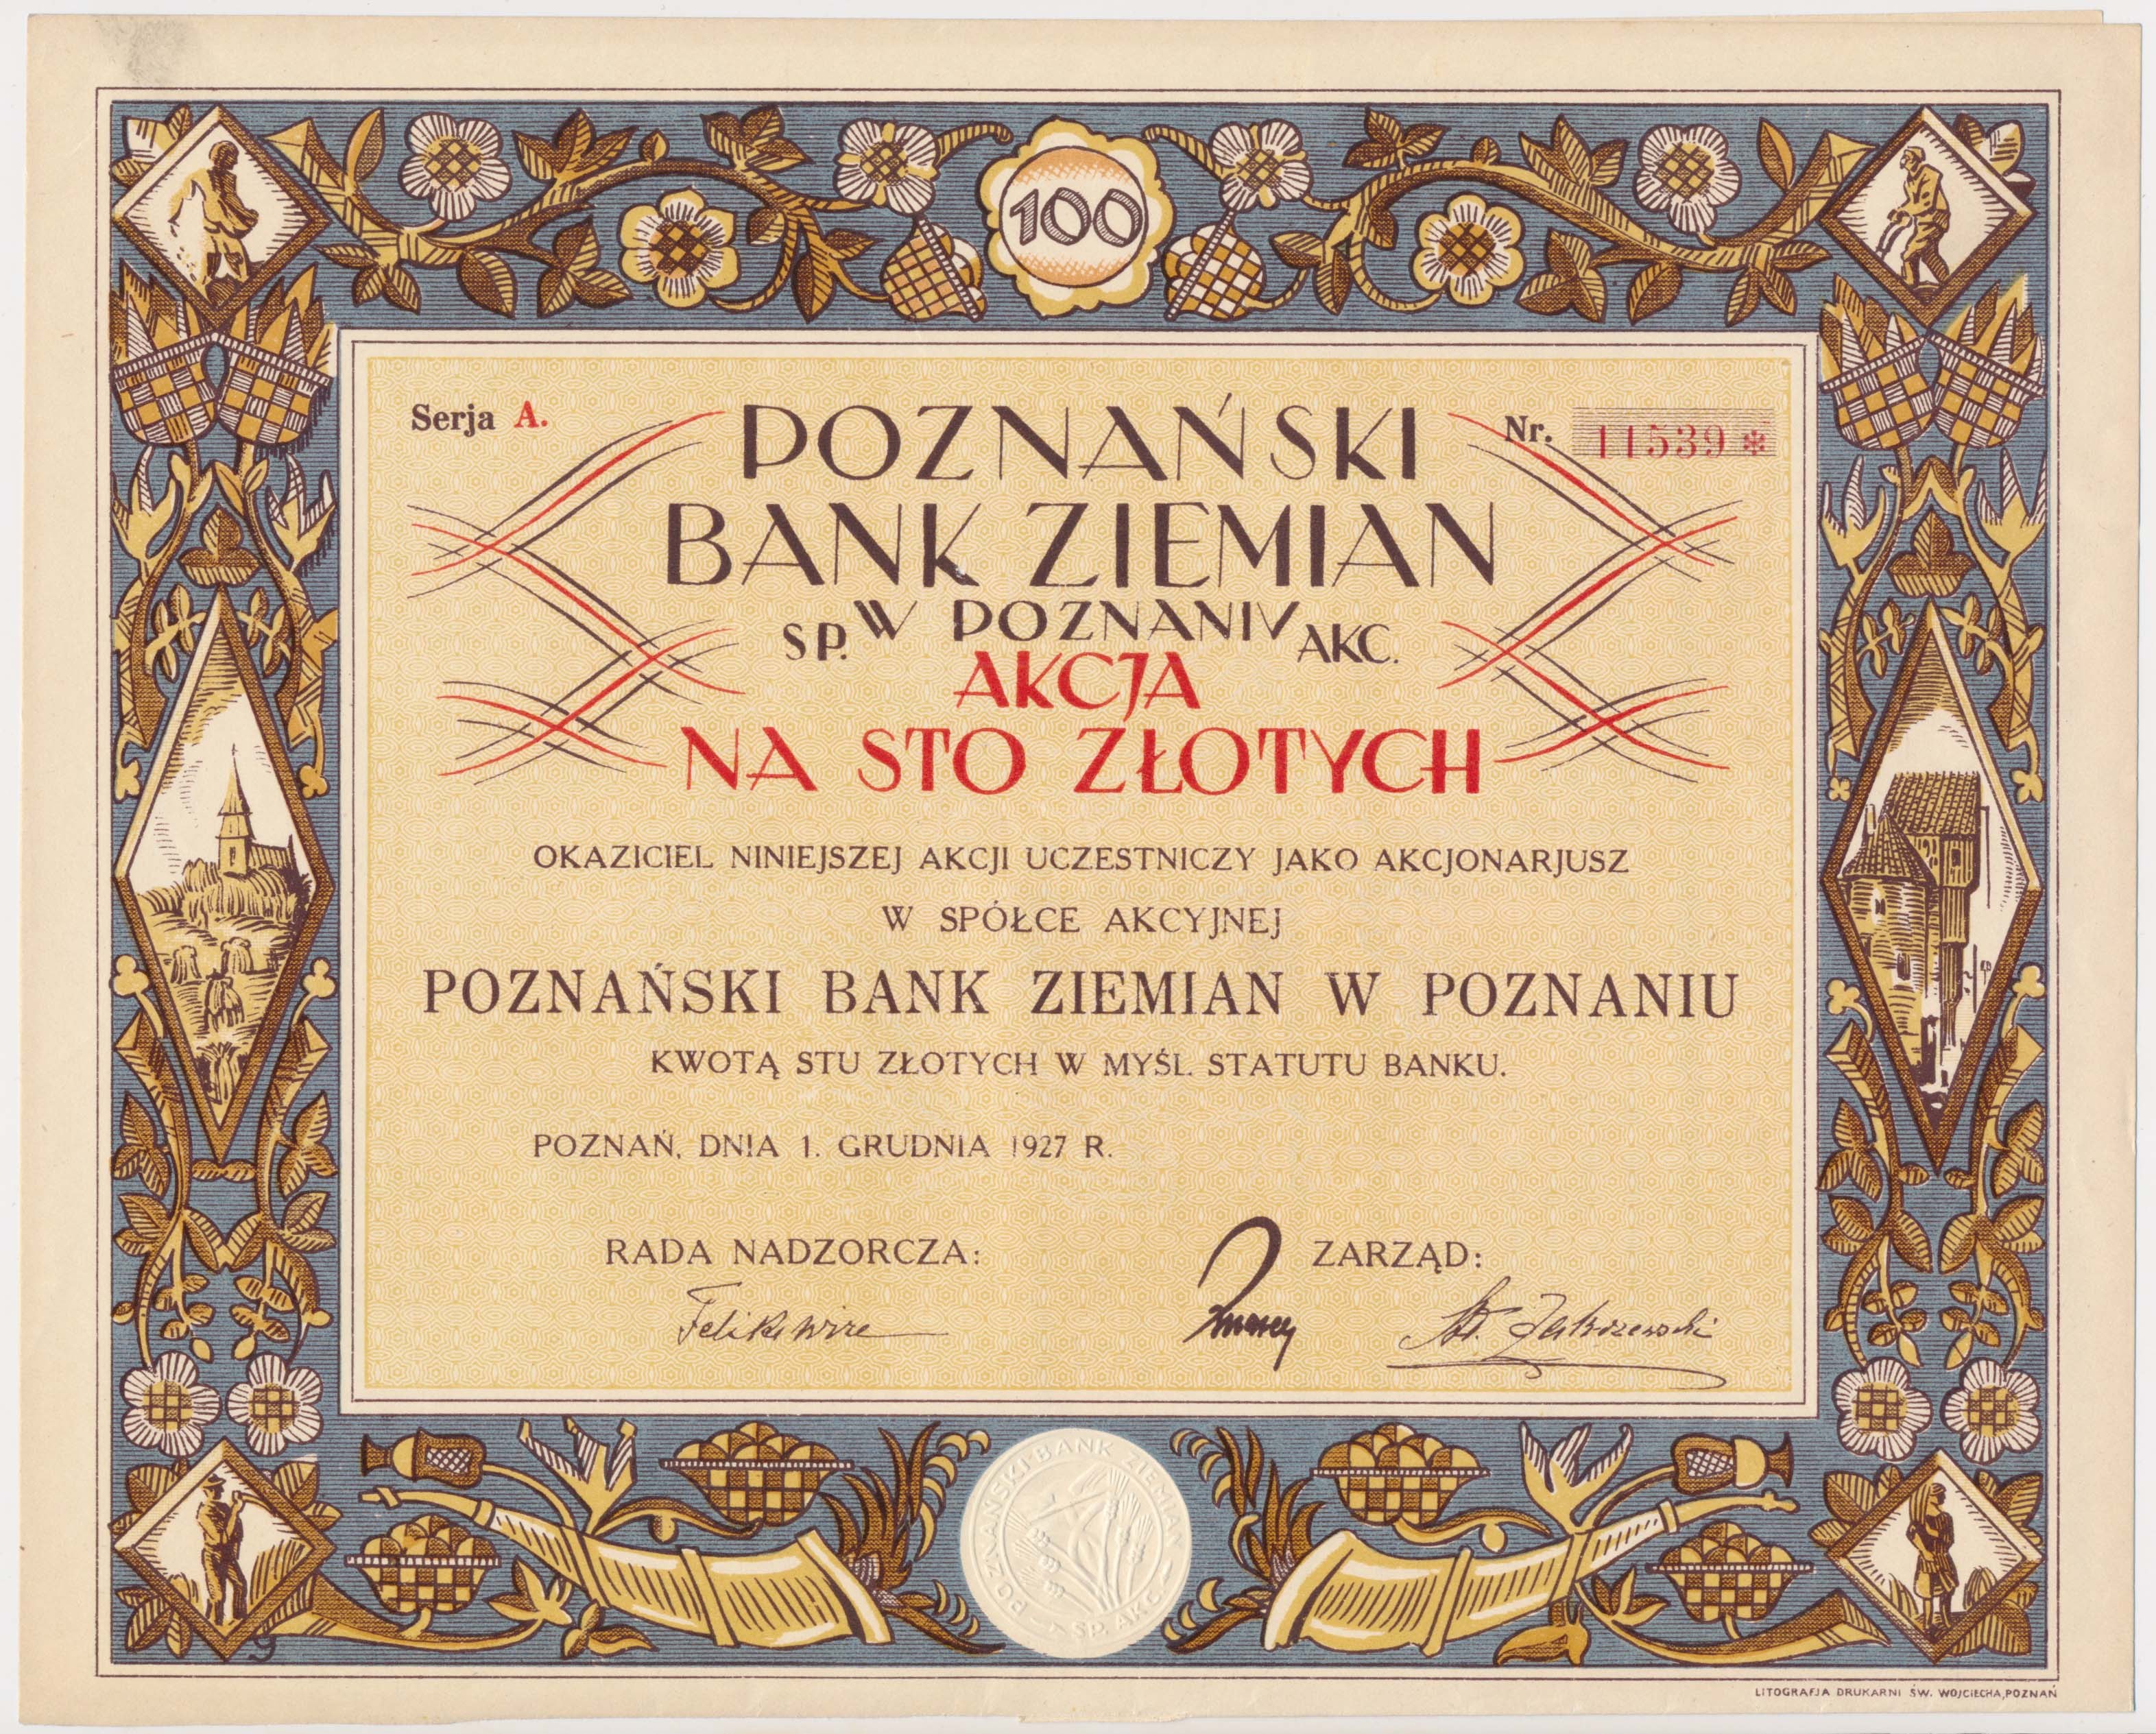 100
Serja A.
Nr. 11539 *
POZNAŃSKI
BANK ZIEMIAN
SP. W POZNANIV AKC.
AKCJA
NA STO ZŁOTYCH
OKAZICIEL NINIEJSZEJ AKCJI UCZESTNICZY JAKO AKCJONARJUSZ
W SPÓŁCE AKCYJNEJ
POZNAŃSKI BANK ZIEMIAN W POZNANIU
KWOTĄ STU ZŁOTYCH W MYŚL STATUTU BANKU.
POZNAŃ, DNIA 1. GRUDNIA 1927 R.
RADA NADZORCZA:
ZARZĄD:
POZNAŃSKI BANK ZIEMIAN
SP. AKC.
LITOGRAFJA DRUKARNI ŚW. WOJCIECHA, POZNAŃ